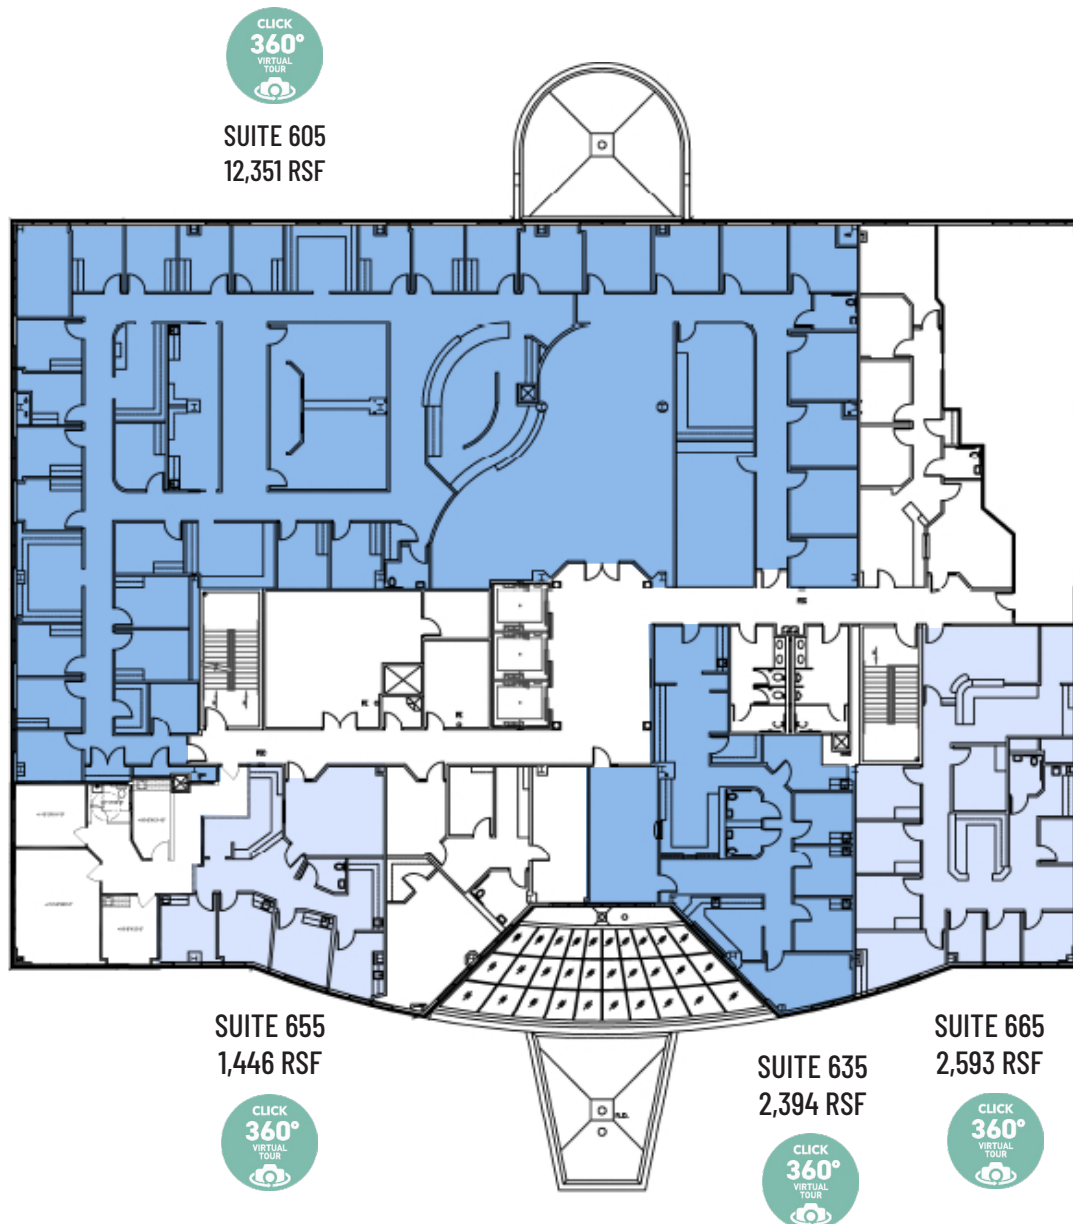 CLICK
360°
VIRTUAL
TOUR
SUITE 605
12,351 RSF
SUITE 655
1,446 RSF
CLICK
360°
VIRTUAL
TOUR
SUITE 635
2,394 RSF
CLICK
360°
VIRTUAL
TOUR
SUITE 665
2,593 RSF
CLICK
360°
VIRTUAL
TOUR
R.D.